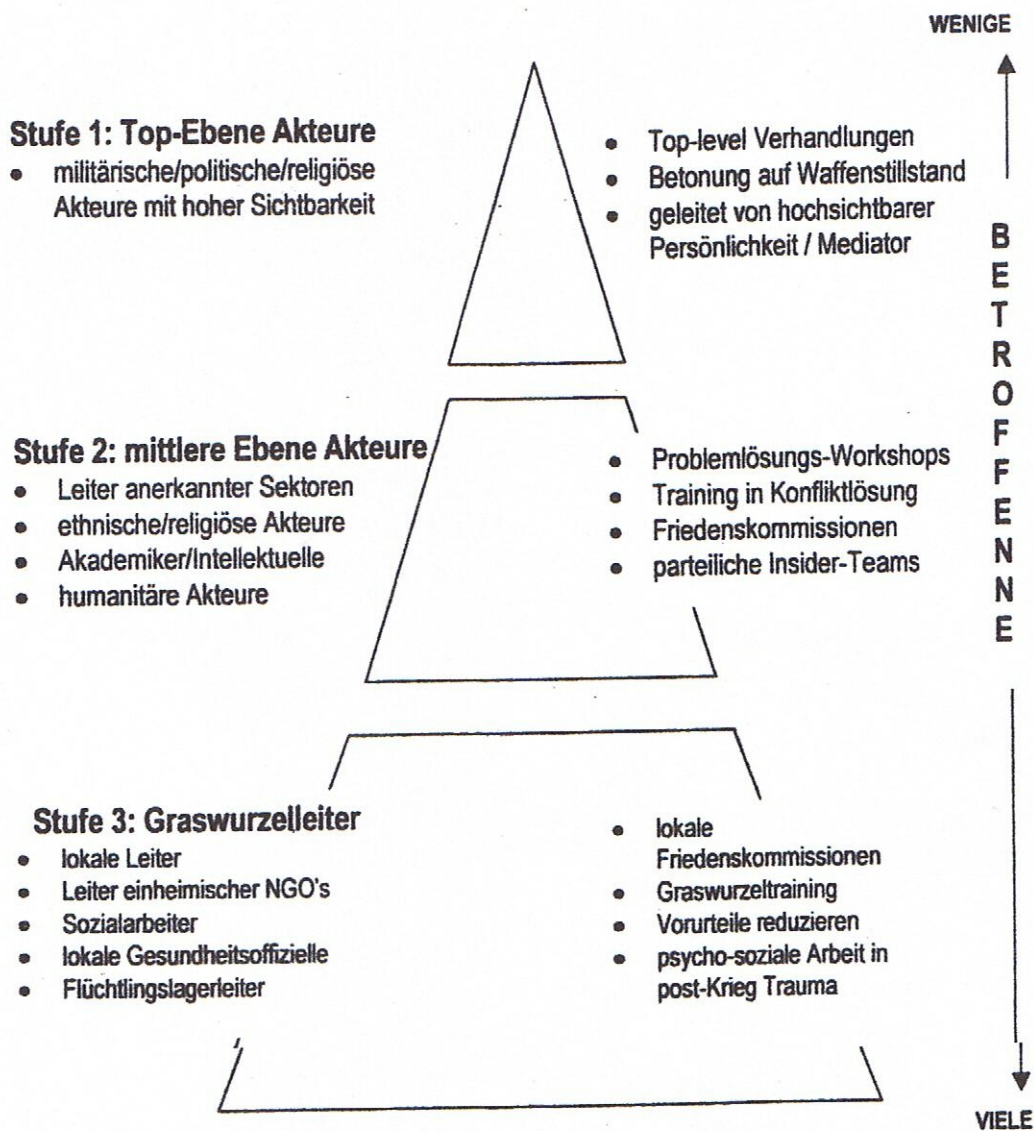 WENIGE
Stufe 1: Top-Ebene Akteure
• militärische/politische/religiöse
Akteure mit hoher Sichtbarkeit
• Top-level Verhandlungen
• Betonung auf Waffenstillstand
• geleitet von hochsichtbarer
Persönlichkeit / Mediator
Stufe 2: mittlere Ebene Akteure
• Leiter anerkannter Sektoren
• ethnische/religiöse Akteure
• Akademiker/Intellektuelle
• humanitäre Akteure
• Problemlösungs-Workshops
• Training in Konfliktlösung
• Friedenskommissionen
• parteiliche Insider-Teams
Stufe 3: Graswurzelleiter
• lokale Leiter
• Leiter einheimischer NGO's
• Sozialarbeiter
• lokale Gesundheitsoffizielle
• Flüchtlingslagerleiter
• lokale
Friedenskommissionen
• Graswurzeltraining
• Vorurteile reduzieren
• psycho-soziale Arbeit in
post-Krieg Trauma
BETROFFENNE
VIELE